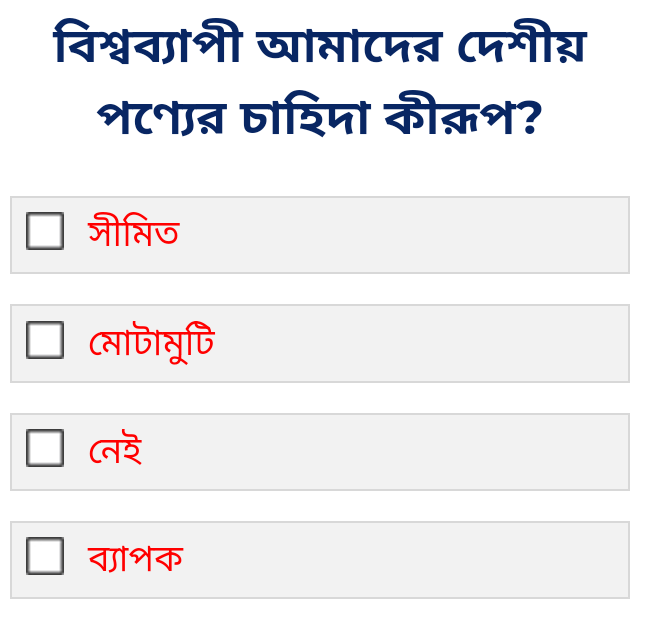 বিশ্বব্যাপী আমাদের দেশীয়
পণ্যের চাহিদা কীরূপ?
সীমিত
মোটামুটি
নেই
ব্যাপক